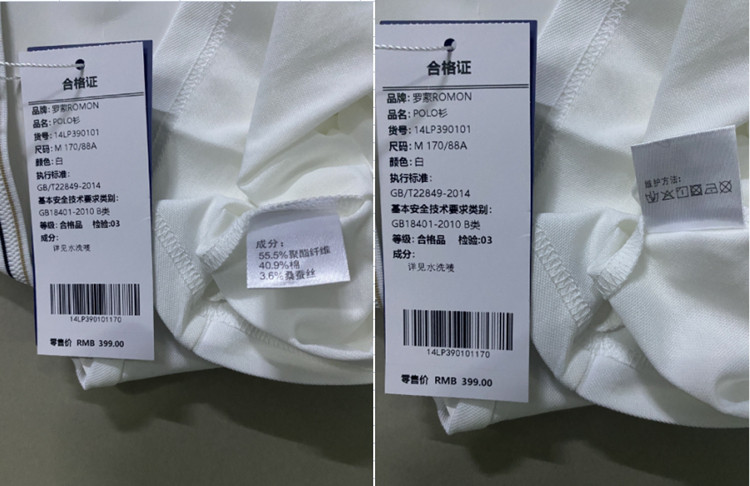 合格证
品牌: 罗蒙ROMON
品名: POLO衫
货号: 14LP390101
尺码: M 170/88A
颜色: 白
执行标准:
GB/T22849-2014
基本安全技术要求类别:
GB18401-2010 B类
等级: 合格品 检验:03
成分:
详见水洗唛
14LP390101170
零售价 RMB 399.00
成分:
55.5%聚酯纤维
40.9%棉
3.6%桑蚕丝
合格证
品牌: 罗蒙ROMON
品名: POLO衫
货号: 14LP390101
尺码: M 170/88A
颜色: 白
执行标准:
GB/T22849-2014
基本安全技术要求类别:
GB18401-2010 B类
等级: 合格品 检验:03
成分:
详见水洗唛
14LP390101170
零售价 RMB 399.00
维护方法: